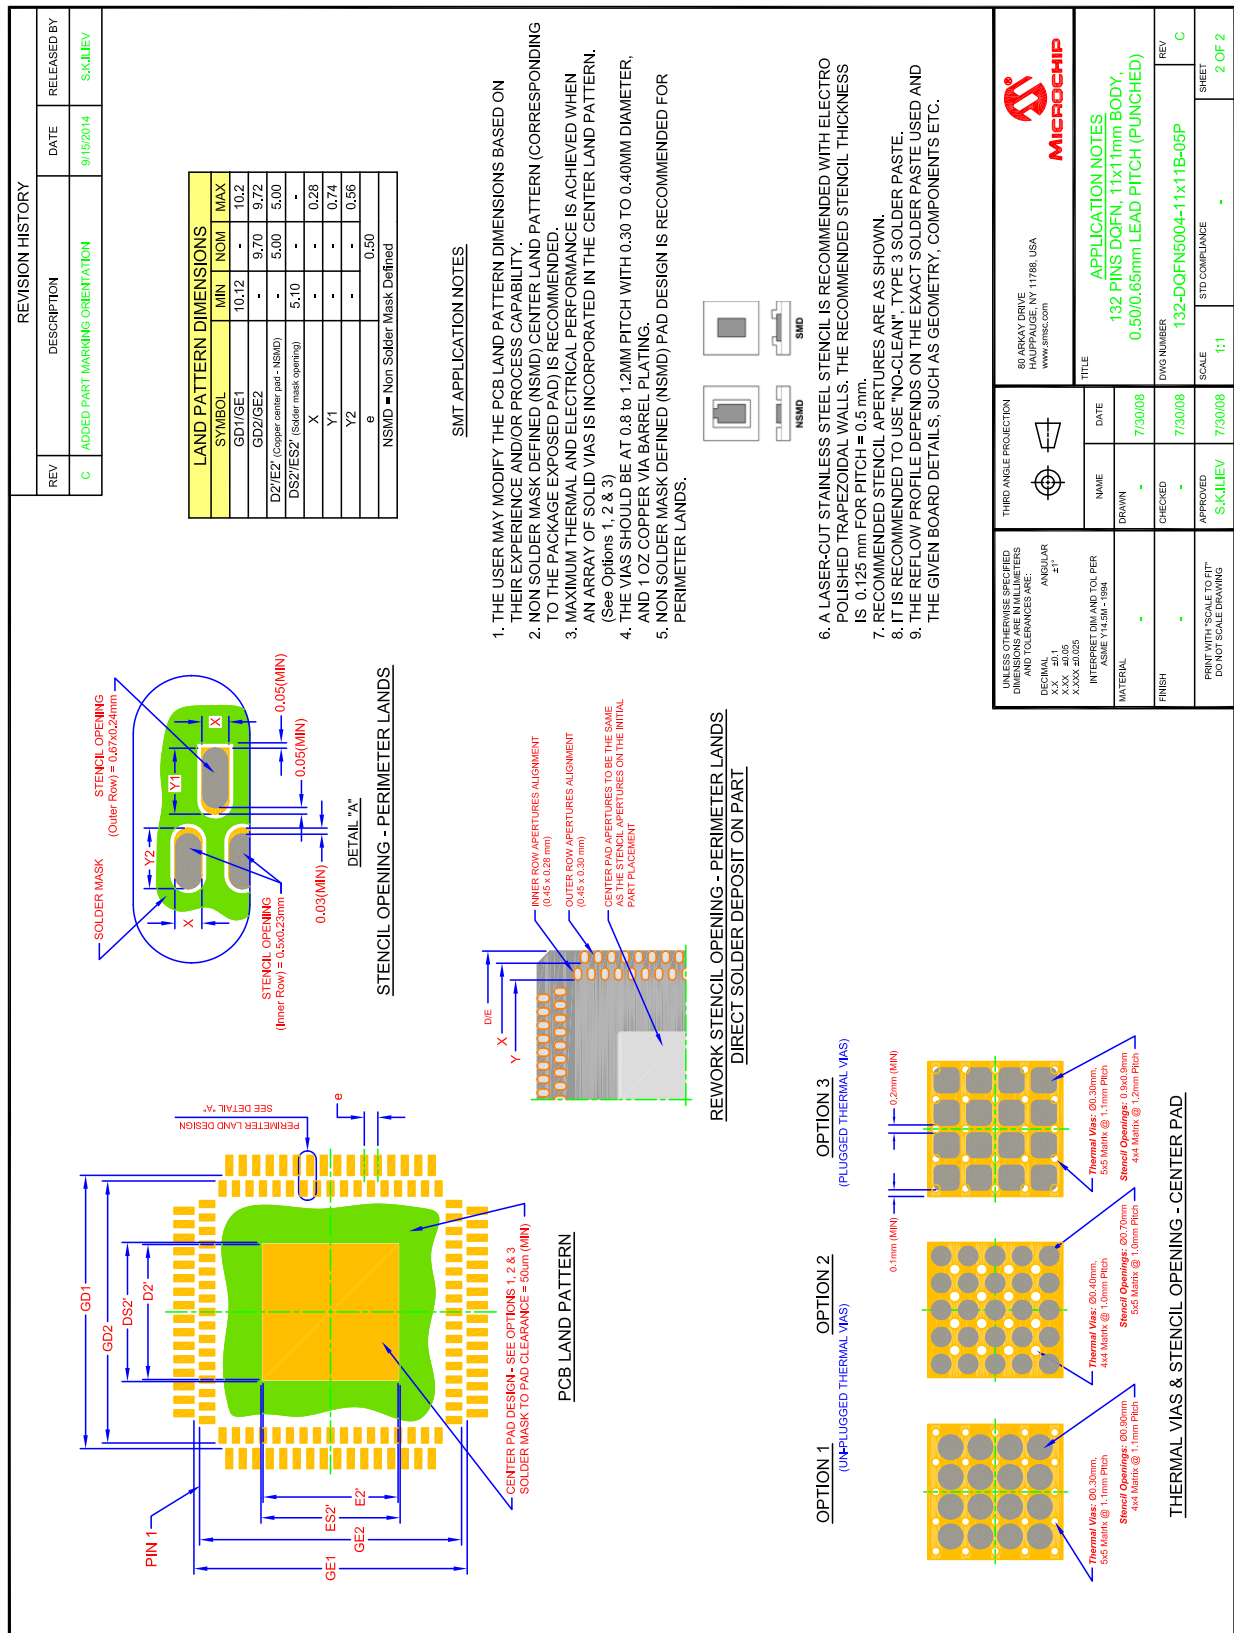 REVISION HISTORY
REV DESCRIPTION DATE RELEASED BY
C ADDED PART MARKING ORIENTATION 9/15/2014 S.K.ILIEV
PIN 1
GE1
GE2
ES2'
E2'
GD1
GD2
DS2'
D2'
PERIMETER LAND DESIGN
SEE DETAIL "A"
e
CENTER PAD DESIGN - SEE OPTIONS 1, 2 & 3
SOLDER MASK TO PAD CLEARANCE = 50um (MIN)
PCB LAND PATTERN
SOLDER MASK
STENCIL OPENING
(Outer Row) = 0.67x0.24mm
Y2
Y1
X
X
0.05(MIN)
0.05(MIN)
0.03(MIN)
STENCIL OPENING
(Inner Row) = 0.5x0.23mm
DETAIL "A"
STENCIL OPENING - PERIMETER LANDS
LAND PATTERN DIMENSIONS
SYMBOL MIN NOM MAX
GD1/GE1 10.12 - 10.2
GD2/GE2 - 9.70 9.72
D2'/E2' (Copper center pad - NSMD) - 5.00 5.00
DS2'/ES2' (Solder mask opening) 5.10 - -
X - - 0.28
Y1 - - 0.74
Y2 - - 0.56
e 0.50
NSMD = Non Solder Mask Defined
SMT APPLICATION NOTES
1. THE USER MAY MODIFY THE PCB LAND PATTERN DIMENSIONS BASED ON
THEIR EXPERIENCE AND/OR PROCESS CAPABILITY.
2. NON SOLDER MASK DEFINED (NSMD) CENTER LAND PATTERN (CORRESPONDING
TO THE PACKAGE EXPOSED PAD) IS RECOMMENDED.
3. MAXIMUM THERMAL AND ELECTRICAL PERFORMANCE IS ACHIEVED WHEN
AN ARRAY OF SOLID VIAS IS INCORPORATED IN THE CENTER LAND PATTERN.
(See Options 1, 2 & 3)
4. THE VIAS SHOULD BE AT 0.8 to 1.2MM PITCH WITH 0.30 TO 0.40MM DIAMETER,
AND 1 OZ COPPER VIA BARREL PLATING.
5. NON SOLDER MASK DEFINED (NSMD) PAD DESIGN IS RECOMMENDED FOR
PERIMETER LANDS.
NSMD SMD
6. A LASER-CUT STAINLESS STEEL STENCIL IS RECOMMENDED WITH ELECTRO
POLISHED TRAPEZOIDAL WALLS. THE RECOMMENDED STENCIL THICKNESS
IS 0.125 mm FOR PITCH = 0.5 mm.
7. RECOMMENDED STENCIL APERTURES ARE AS SHOWN.
8. IT IS RECOMMENDED TO USE "NO-CLEAN", TYPE 3 SOLDER PASTE.
9. THE REFLOW PROFILE DEPENDS ON THE EXACT SOLDER PASTE USED AND
THE GIVEN BOARD DETAILS, SUCH AS GEOMETRY, COMPONENTS ETC.
D/E
X
Y
INNER ROW APERTURES ALIGNMENT
(0.45 x 0.28 mm)
OUTER ROW APERTURES ALIGNMENT
(0.45 x 0.30 mm)
CENTER PAD APERTURES TO BE THE SAME
AS THE STENCIL APERTURES ON THE INITIAL
PART PLACEMENT
REWORK STENCIL OPENING - PERIMETER LANDS
DIRECT SOLDER DEPOSIT ON PART
OPTION 1
OPTION 2
(UN-PLUGGED THERMAL VIAS)
OPTION 3
(PLUGGED THERMAL VIAS)
0.1mm (MIN)
0.2mm (MIN)
Thermal Vias: Ø0.30mm,
5x5 Matrix @ 1.1mm Pitch
Stencil Openings: Ø0.90mm
4x4 Matrix @ 1.1mm Pitch
Thermal Vias: Ø0.40mm,
4x4 Matrix @ 1.0mm Pitch
Stencil Openings: Ø0.70mm
5x5 Matrix @ 1.0mm Pitch
Thermal Vias: Ø0.30mm,
5x5 Matrix @ 1.1mm Pitch
Stencil Openings: 0.9x0.9mm
4x4 Matrix @ 1.2mm Pitch
THERMAL VIAS & STENCIL OPENING - CENTER PAD
UNLESS OTHERWISE SPECIFIED
DIMENSIONS ARE IN MILLIMETERS
AND TOLERANCES ARE:
DECIMAL ANGULAR
X.X ±0.1 ±1°
X.XX ±0.05
X.XXX ±0.025
INTERPRET DIM AND TOL PER
ASME Y14.5M - 1994
MATERIAL
-
FINISH
-
PRINT WITH "SCALE TO FIT"
DO NOT SCALE DRAWING
THIRD ANGLE PROJECTION
NAME DATE
DRAWN
- 7/30/08
CHECKED
- 7/30/08
APPROVED
S.K.ILIEV 7/30/08
80 ARKAY DRIVE
HAUPPAUGE, NY 11788, USA
www.smsc.com
MICROCHIP
TITLE
APPLICATION NOTES
132 PINS DQFN, 11x11mm BODY,
0.50/0.65mm LEAD PITCH (PUNCHED)
DWG NUMBER
132-DQFN5004-11x11B-05P
REV
C
SCALE
1:1
STD COMPLIANCE
-
SHEET
2 OF 2